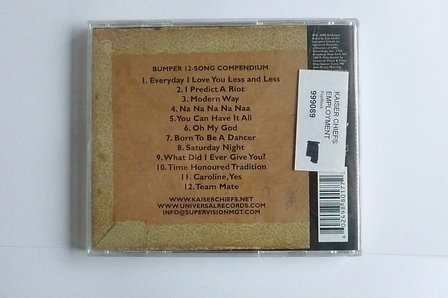 BUMPER 12-SONG COMPENDIUM
1. Everyday I Love You Less and Less
2. I Predict A Riot
3. Modern Way
4. Na Na Na Na Naa
5. You Can Have It All
6. Oh My God
7. Born To Be A Dancer
8. Saturday Night
9. What Did I Ever Give You?
10. Time Honoured Tradition
11. Caroline, Yes
12. Team Mate
WWW.KAISERCHIEFS.NET
WWW.UNIVERSALRECORDS.COM
INFO@SUPERVISIONMGT.COM
KAISER CHIEFS
EMPLOYMENT
999089